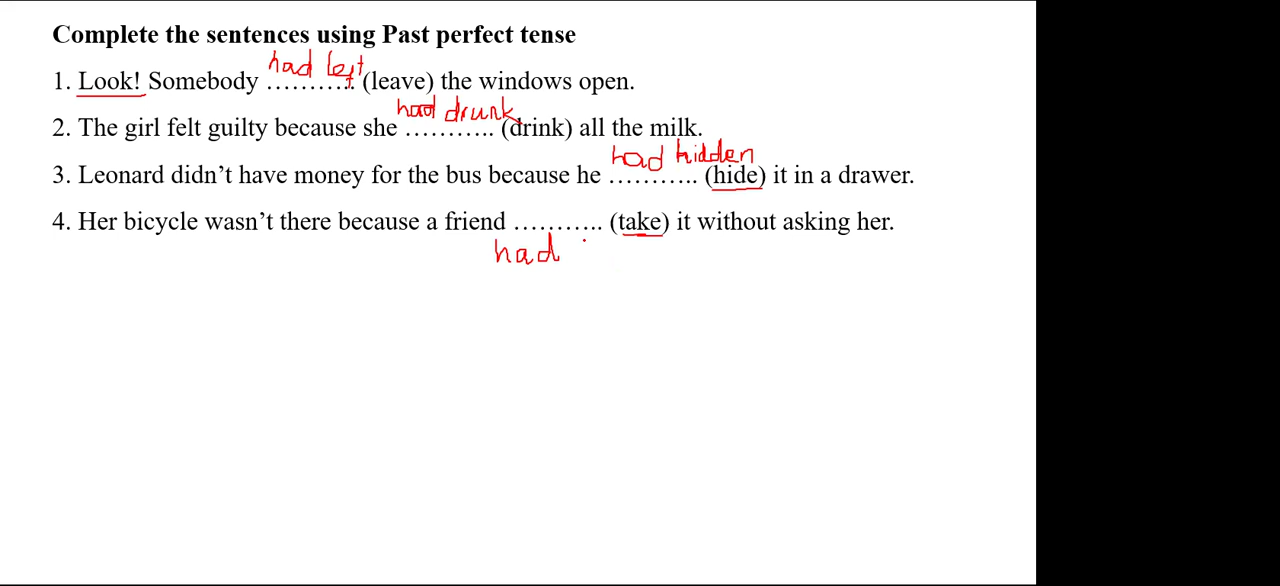 Complete the sentences using Past perfect tense
had left
1. Look! Somebody ………. (leave) the windows open.
had drunk
2. The girl felt guilty because she ……….. (drink) all the milk.
had hidden
3. Leonard didn’t have money for the bus because he ……….. (hide) it in a drawer.
4. Her bicycle wasn’t there because a friend ……….. (take) it without asking her.
had